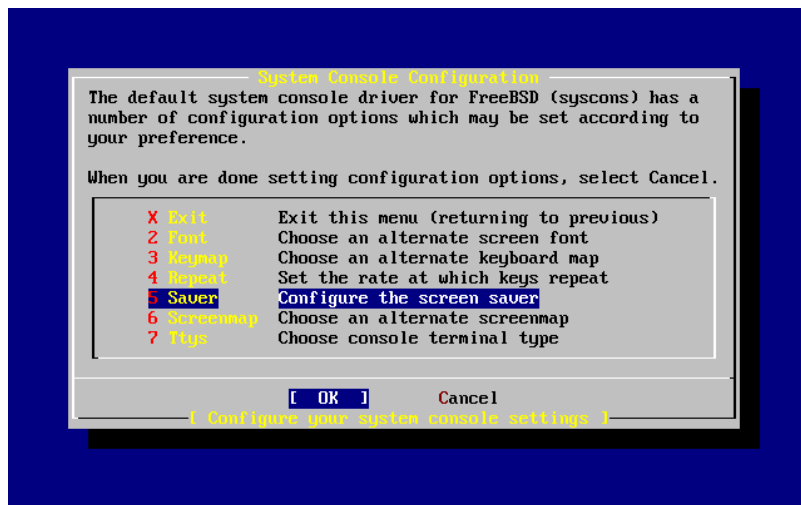 System Console Configuration
The default system console driver for FreeBSD (syscons) has a
number of configuration options which may be set according to
your preference.
When you are done setting configuration options, select Cancel.
X Exit Exit this menu (returning to previous)
2 Font Choose an alternate screen font
3 Keymap Choose an alternate keyboard map
4 Repeat Set the rate at which keys repeat
5 Saver Configure the screen saver
6 Screenmap Choose an alternate screenmap
7 Ttys Choose console terminal type
[ OK ] Cancel
[ Configure your system console settings ]